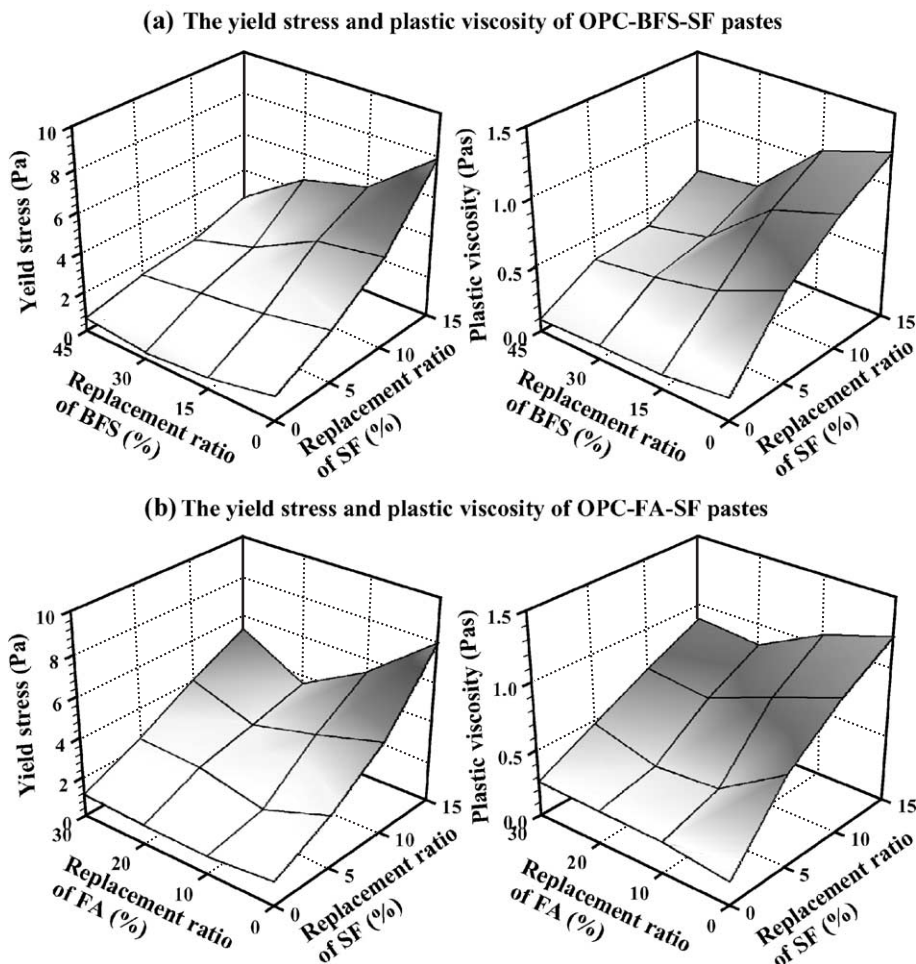 (a) The yield stress and plastic viscosity of OPC-BFS-SF pastes
Yeild stress (Pa)
10
8
6
4
2
0
45
30
15
0
Replacement ratio
of BFS (%)
0
5
10
15
Replacement ratio
of SF (%)
Plastic viscosity (Pas)
1.5
1.0
0.5
0.0
45
30
15
0
Replacement ratio
of BFS (%)
0
5
10
15
Replacement ratio
of SF (%)
(b) The yield stress and plastic viscosity of OPC-FA-SF pastes
Yield stress (Pa)
10
8
6
4
2
0
30
20
10
0
Replacement ratio
of FA (%)
0
5
10
15
Replacement ratio
of SF (%)
Plastic viscosity (Pas)
1.5
1.0
0.5
0.0
30
20
10
0
Replacement ratio
of FA (%)
0
5
10
15
Replacement ratio
of SF (%)